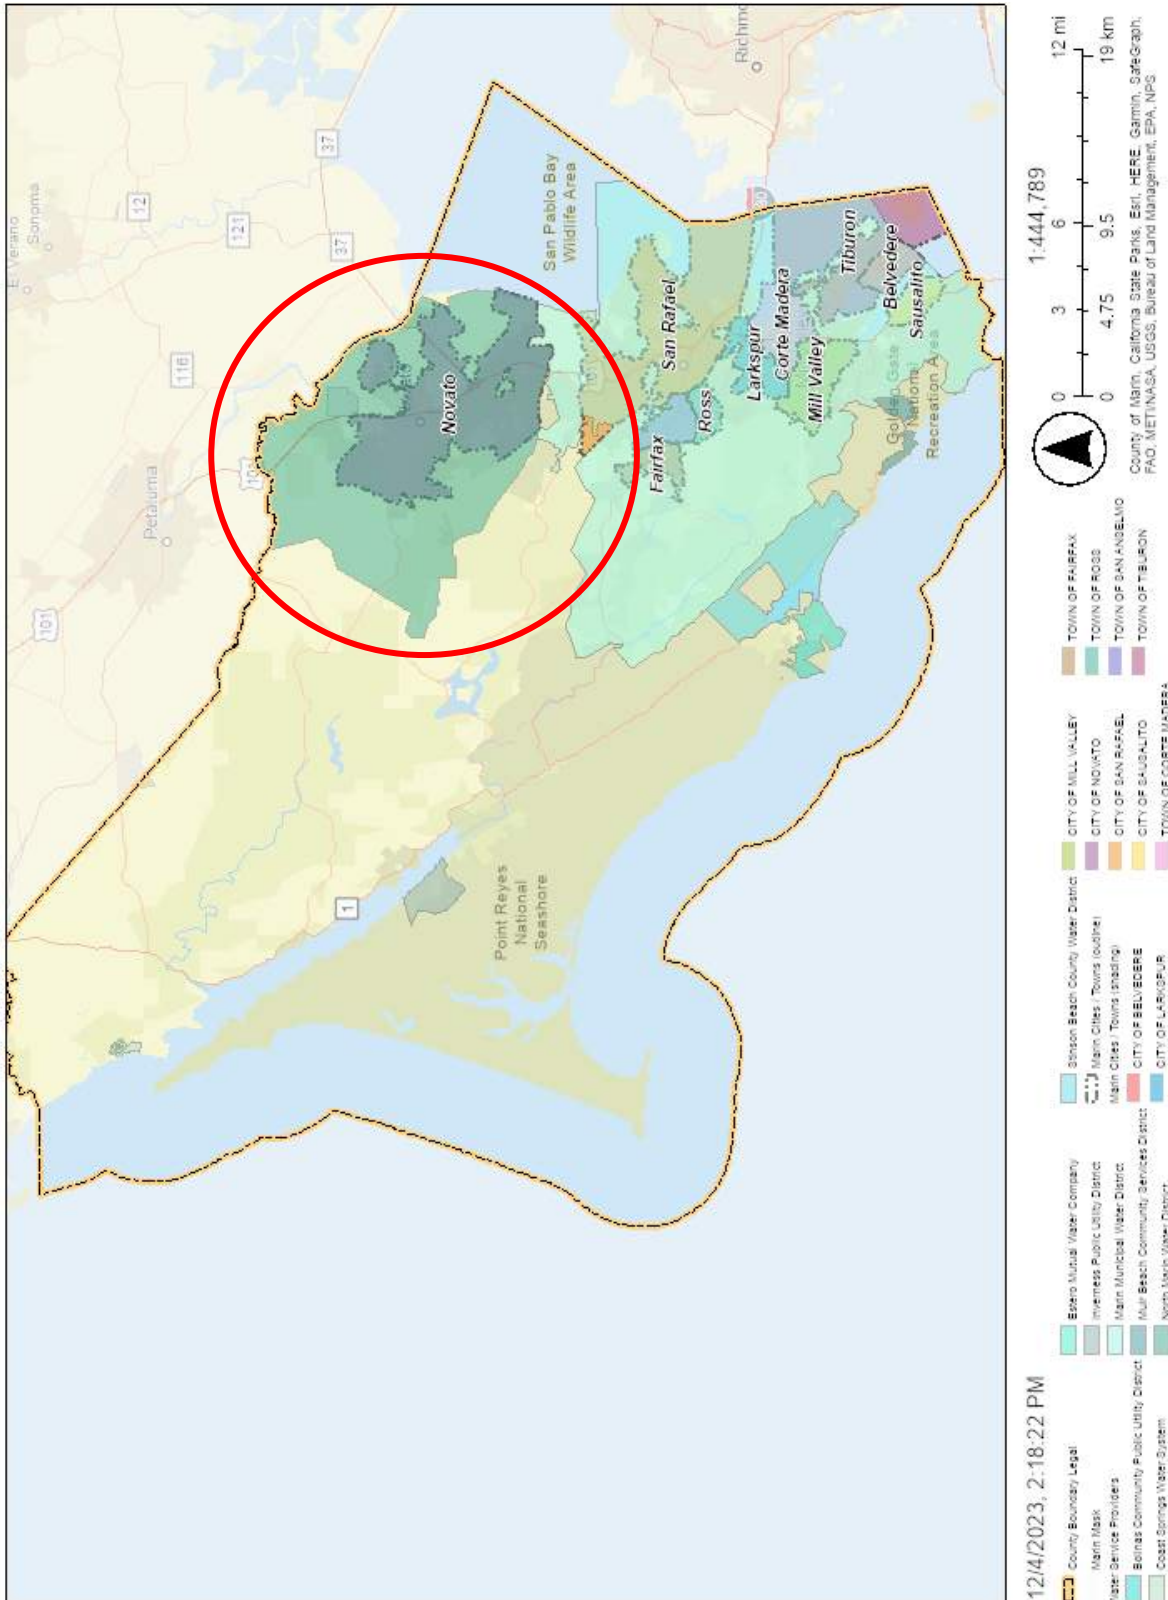 El Verano
Sonoma
12
121
37
37
116
Petaluma
101
101
Richmo
San Pablo Bay
Wildlife Area
Novato
San Rafael
Fairfax
Ross
Larkspur
Corte Madera
Mill Valley
Tiburon
Belvedere
Sausalito
Golden Gate
National
Recreation Area
1
Point Reyes
National
Seashore
12/4/2023, 2:18:22 PM
County Boundary Legal
Marin Mask
Water Service Providers
Bolinas Community Public Utility District
Coast Springs Water System
Estero Mutual Water Company
Inverness Public Utility District
Marin Municipal Water District
Muir Beach Community Services District
North Marin Water District
Stinson Beach County Water District
Marin Cities / Towns (outline)
Marin Cities / Towns (shading)
CITY OF BELVEDERE
CITY OF LARKSPUR
CITY OF MILL VALLEY
CITY OF NOVATO
CITY OF SAN RAFAEL
CITY OF SAUSALITO
TOWN OF CORTE MADERA
TOWN OF FAIRFAX
TOWN OF ROSS
TOWN OF SAN ANSELMO
TOWN OF TIBURON
1:444,789
0 3 6 12 mi
0 4.75 9.5 19 km
County of Marin, California State Parks, Esri, HERE, Garmin, SafeGraph,
FAO, METI/NASA, USGS, Bureau of Land Management, EPA, NPS